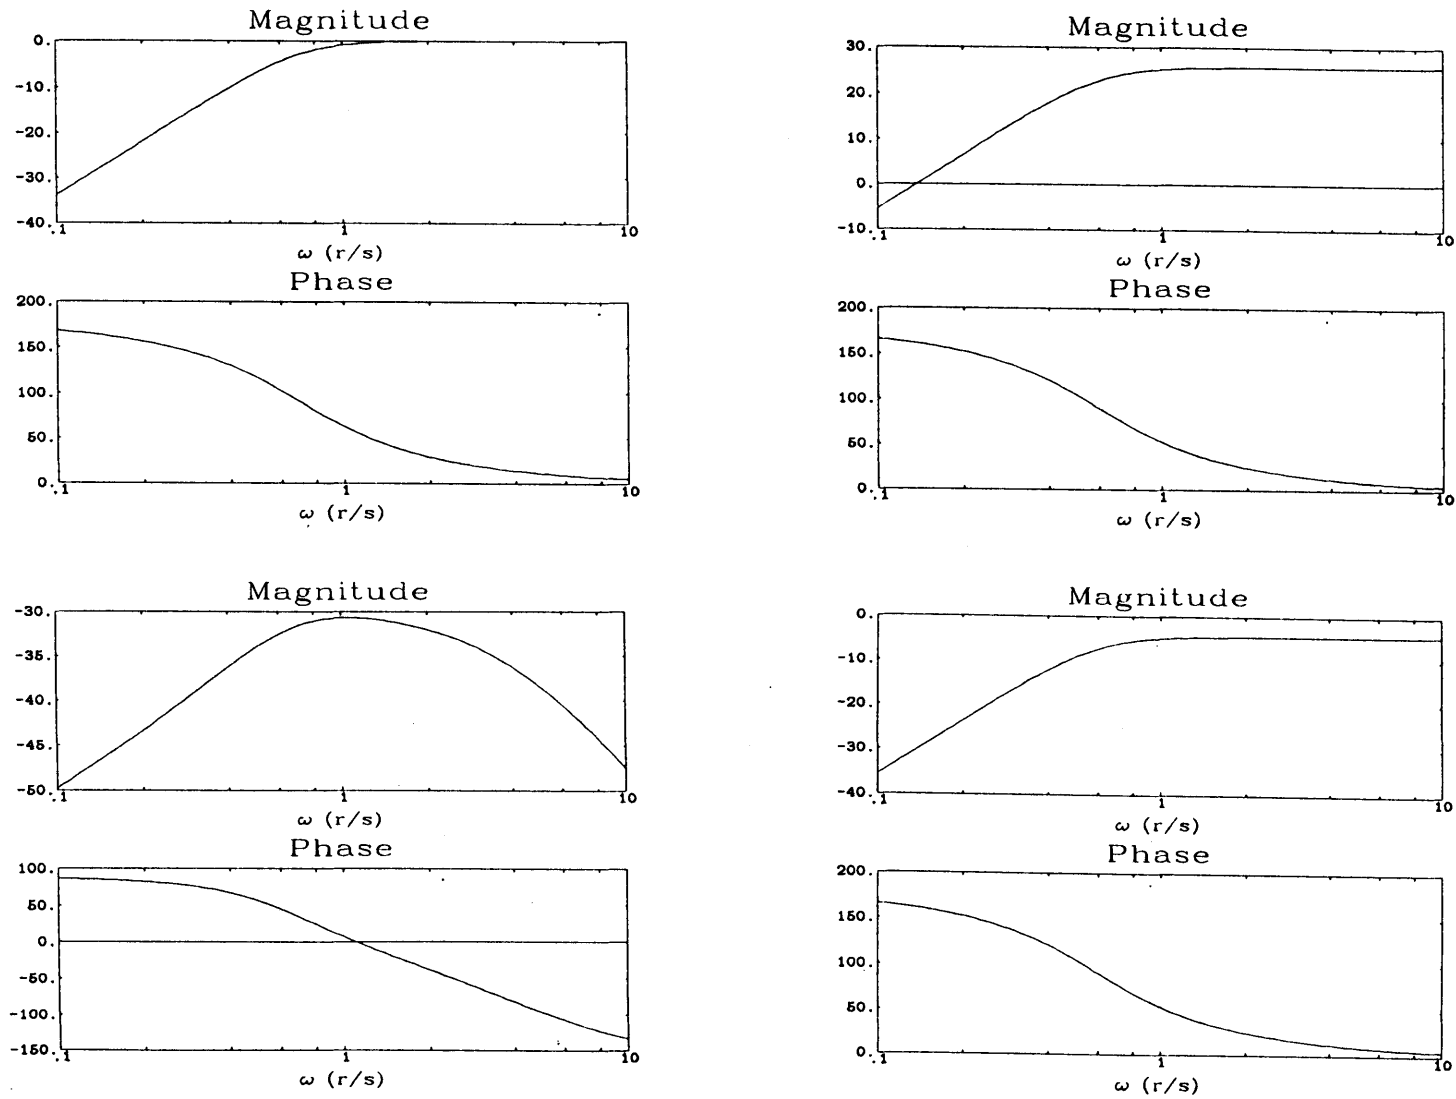 Magnitude
0.
-10.
-20.
-30.
-40.
.1 1 10
ω (r/s)
Phase
200.
150.
100.
50.
0.
.1 1 10
ω (r/s)
Magnitude
30.
20.
10.
0.
-10.
.1 1 10
ω (r/s)
Phase
200.
150.
100.
50.
0.
.1 1 10
ω (r/s)
Magnitude
-30.
-35.
-40.
-45.
-50.
.1 1 10
ω (r/s)
Phase
100.
50.
0.
-50.
-100.
-150.
.1 1 10
ω (r/s)
Magnitude
0.
-10.
-20.
-30.
-40.
.1 1 10
ω (r/s)
Phase
200.
150.
100.
50.
0.
.1 1 10
ω (r/s)